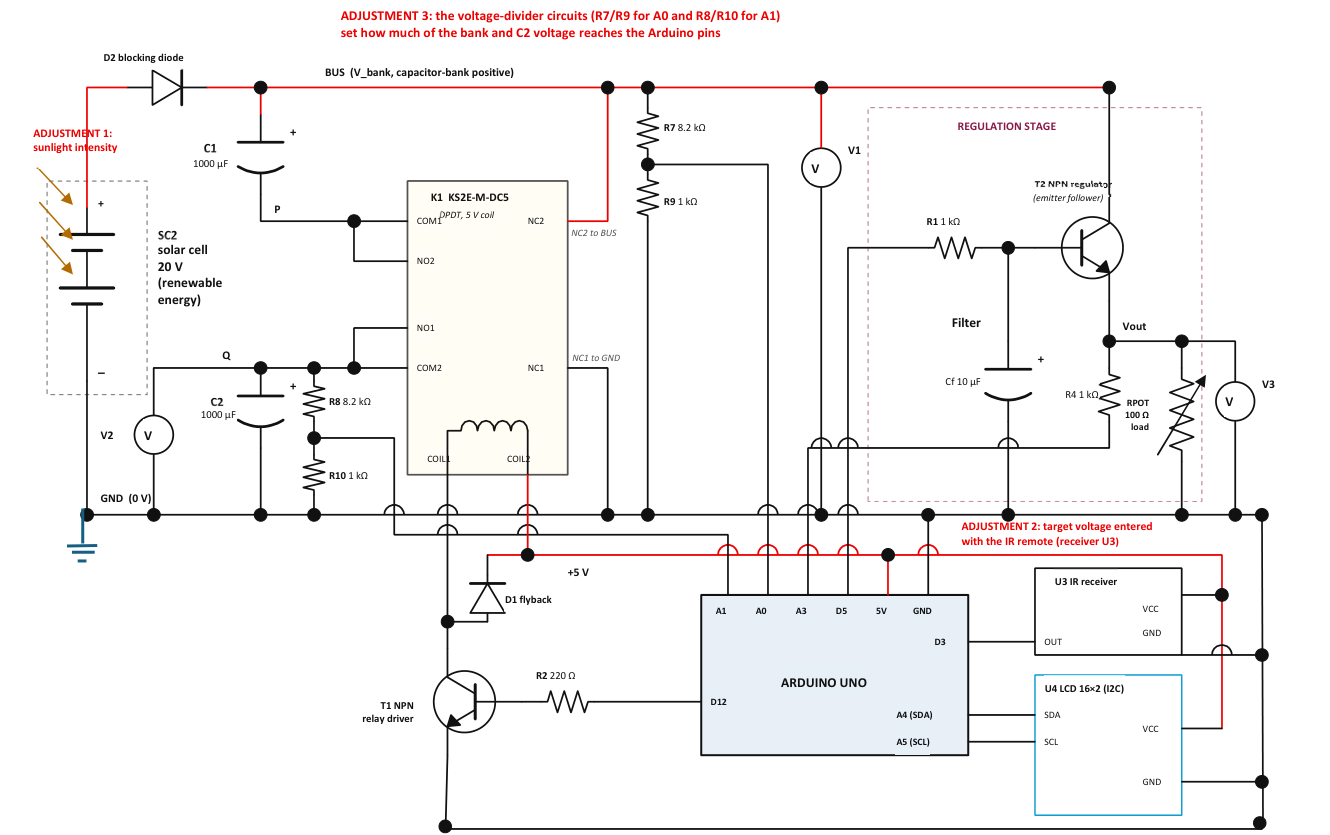 ADJUSTMENT 3: the voltage-divider circuits (R7/R9 for A0 and R8/R10 for A1)
set how much of the bank and C2 voltage reaches the Arduino pins
D2 blocking diode
BUS (V_bank, capacitor-bank positive)
ADJUSTMENT 1:
sunlight intensity
+
SC2
solar cell
20 V
(renewable
energy)
–
C1
1000 µF
+
P
K1 KS2E-M-DC5
DPDT, 5 V coil
COM1
NC2
NO2
NO1
COM2
NC1
COIL1
COIL2
NC2 to BUS
NC1 to GND
R7 8.2 kΩ
R9 1 kΩ
V
V1
REGULATION STAGE
T2 NPN regulator
(emitter follower)
R1 1 kΩ
Filter
Cf 10 µF
+
Vout
R4 1 kΩ
RPOT
100 Ω
load
V
V3
Q
C2
1000 µF
+
R8 8.2 kΩ
R10 1 kΩ
V2
V
GND (0 V)
ADJUSTMENT 2: target voltage entered
with the IR remote (receiver U3)
+5 V
D1 flyback
T1 NPN
relay driver
R2 220 Ω
A1
A0
A3
D5
5V
GND
D3
ARDUINO UNO
D12
A4 (SDA)
A5 (SCL)
U3 IR receiver
VCC
GND
OUT
U4 LCD 16×2 (I2C)
SDA
VCC
SCL
GND